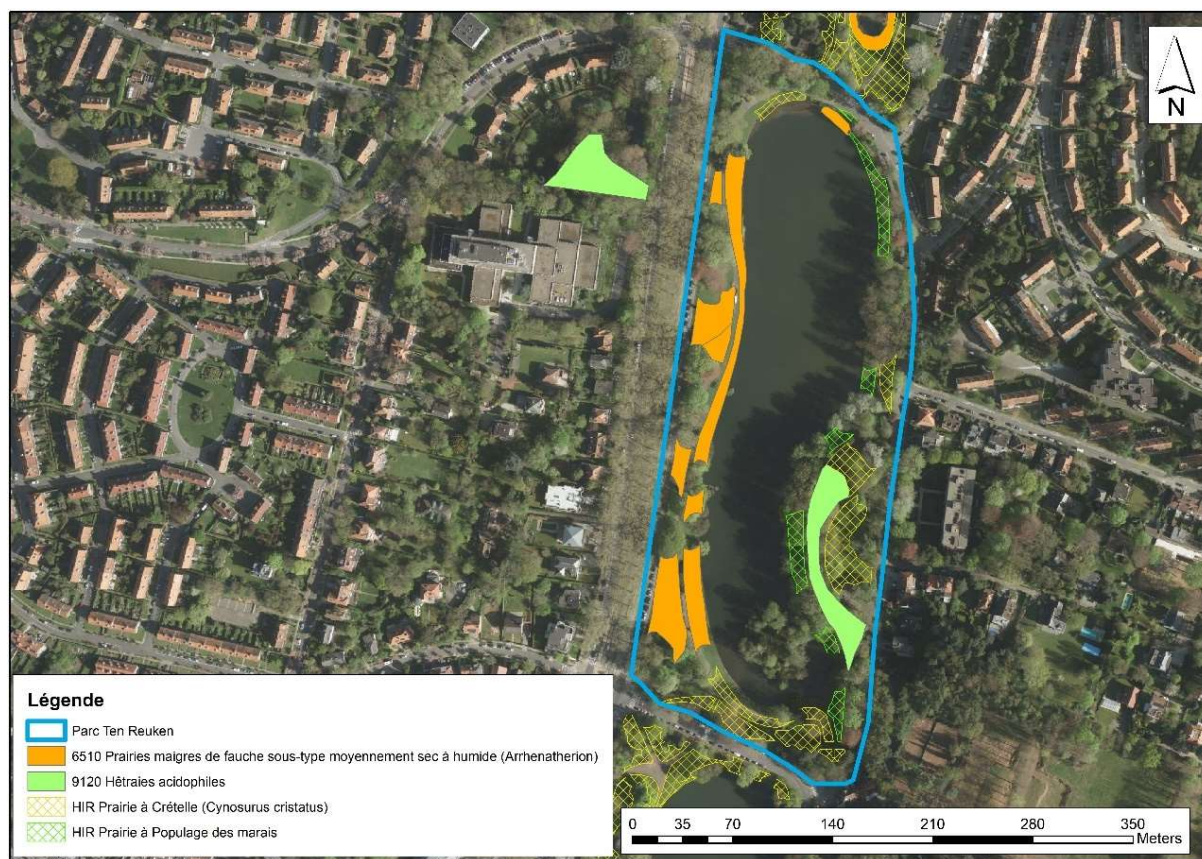 N
Légende
Parc Ten Reuken
6510 Prairies maigres de fauche sous-type moyennement sec à humide (Arrhenatherion)
9120 Hêtraies acidophiles
HIR Prairie à Crételle (Cynosurus cristatus)
HIR Prairie à Populage des marais
0 35 70 140 210 280 350
Meters